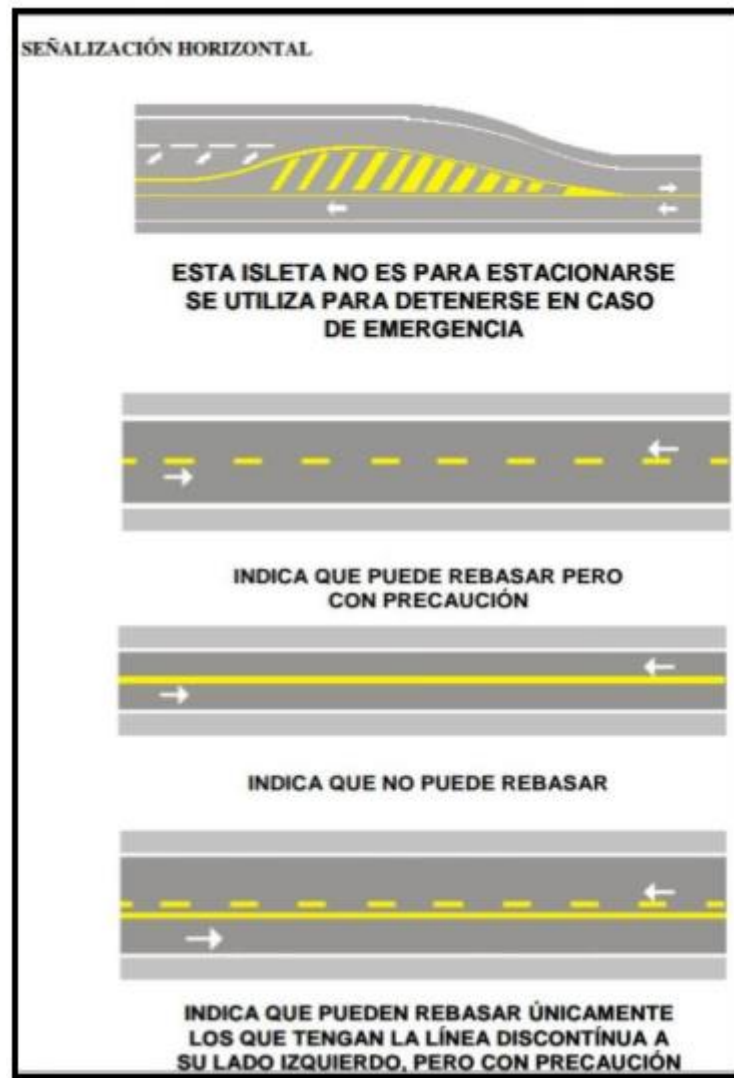 SEÑALIZACIÓN HORIZONTAL
ESTA ISLETA NO ES PARA ESTACIONARSE
SE UTILIZA PARA DETENERSE EN CASO
DE EMERGENCIA
INDICA QUE PUEDE REBASAR PERO
CON PRECAUCIÓN
INDICA QUE NO PUEDE REBASAR
INDICA QUE PUEDEN REBASAR ÚNICAMENTE
LOS QUE TENGAN LA LÍNEA DISCONTÍNUA A
SU LADO IZQUIERDO, PERO CON PRECAUCIÓN